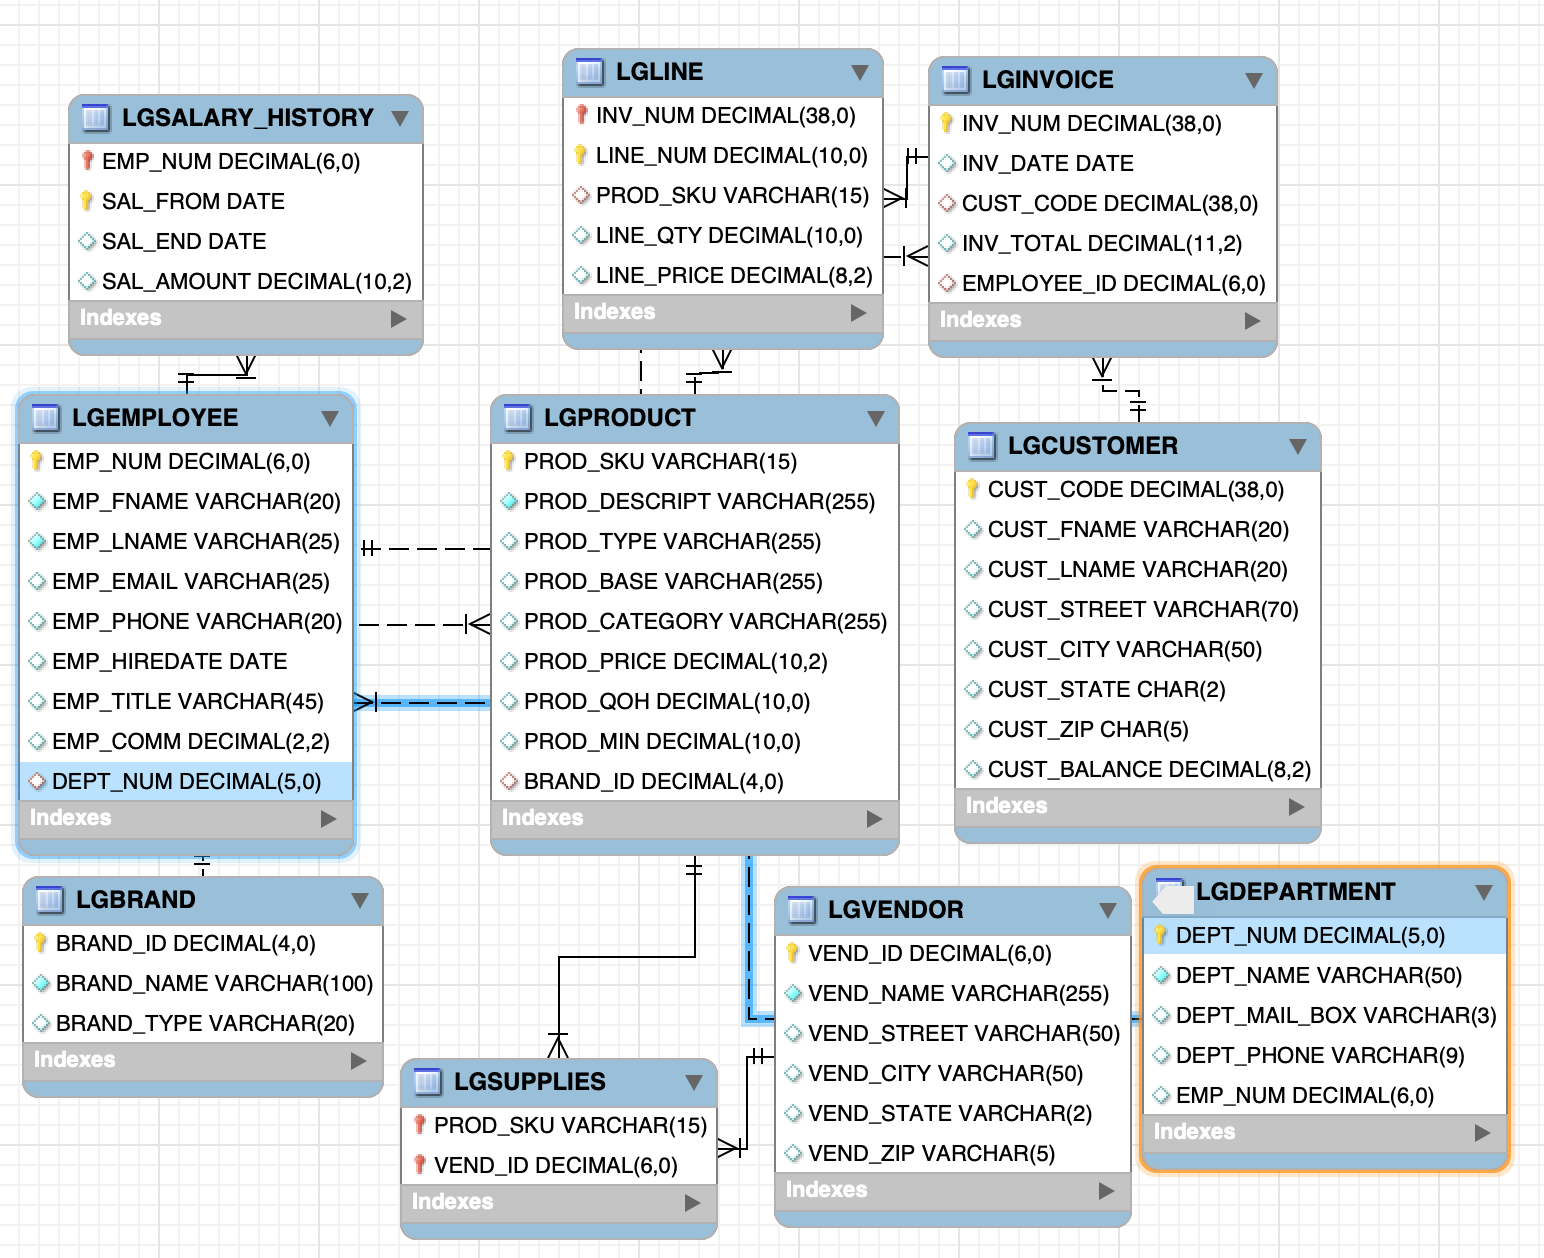 LGSALARY_HISTORY
EMP_NUM DECIMAL(6,0)
SAL_FROM DATE
SAL_END DATE
SAL_AMOUNT DECIMAL(10,2)
Indexes
LGLINE
INV_NUM DECIMAL(38,0)
LINE_NUM DECIMAL(10,0)
PROD_SKU VARCHAR(15)
LINE_QTY DECIMAL(10,0)
LINE_PRICE DECIMAL(8,2)
Indexes
LGINVOICE
INV_NUM DECIMAL(38,0)
INV_DATE DATE
CUST_CODE DECIMAL(38,0)
INV_TOTAL DECIMAL(11,2)
EMPLOYEE_ID DECIMAL(6,0)
Indexes
LGEMPLOYEE
EMP_NUM DECIMAL(6,0)
EMP_FNAME VARCHAR(20)
EMP_LNAME VARCHAR(25)
EMP_EMAIL VARCHAR(25)
EMP_PHONE VARCHAR(20)
EMP_HIREDATE DATE
EMP_TITLE VARCHAR(45)
EMP_COMM DECIMAL(2,2)
DEPT_NUM DECIMAL(5,0)
Indexes
LGPRODUCT
PROD_SKU VARCHAR(15)
PROD_DESCRIPT VARCHAR(255)
PROD_TYPE VARCHAR(255)
PROD_BASE VARCHAR(255)
PROD_CATEGORY VARCHAR(255)
PROD_PRICE DECIMAL(10,2)
PROD_QOH DECIMAL(10,0)
PROD_MIN DECIMAL(10,0)
BRAND_ID DECIMAL(4,0)
Indexes
LGCUSTOMER
CUST_CODE DECIMAL(38,0)
CUST_FNAME VARCHAR(20)
CUST_LNAME VARCHAR(20)
CUST_STREET VARCHAR(70)
CUST_CITY VARCHAR(50)
CUST_STATE CHAR(2)
CUST_ZIP CHAR(5)
CUST_BALANCE DECIMAL(8,2)
Indexes
LGBRAND
BRAND_ID DECIMAL(4,0)
BRAND_NAME VARCHAR(100)
BRAND_TYPE VARCHAR(20)
Indexes
LGSUPPLIES
PROD_SKU VARCHAR(15)
VEND_ID DECIMAL(6,0)
Indexes
LGVENDOR
VEND_ID DECIMAL(6,0)
VEND_NAME VARCHAR(255)
VEND_STREET VARCHAR(50)
VEND_CITY VARCHAR(50)
VEND_STATE VARCHAR(2)
VEND_ZIP VARCHAR(5)
Indexes
LGDEPARTMENT
DEPT_NUM DECIMAL(5,0)
DEPT_NAME VARCHAR(50)
DEPT_MAIL_BOX VARCHAR(3)
DEPT_PHONE VARCHAR(9)
EMP_NUM DECIMAL(6,0)
Indexes